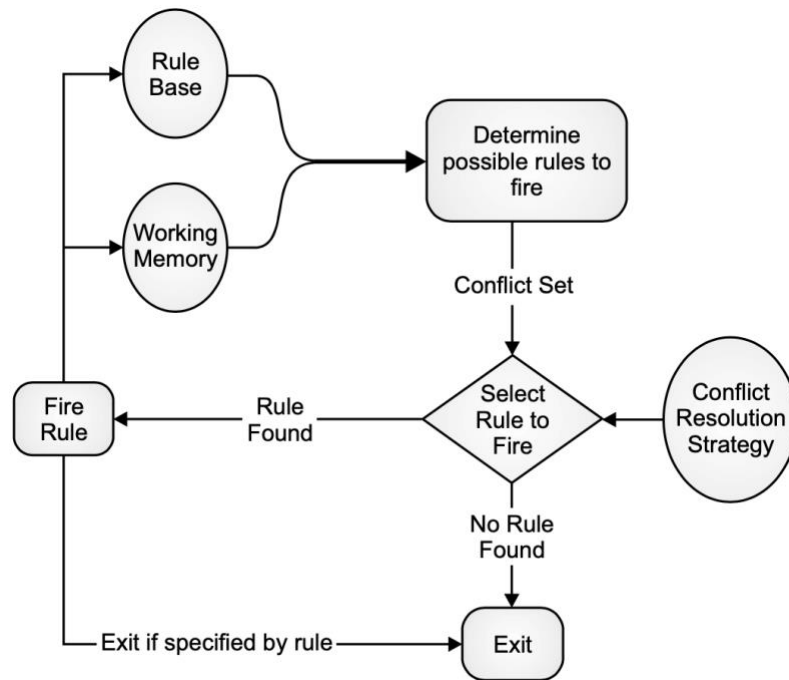 Rule
Base
Determine
possible rules to
fire
Working
Memory
Conflict Set
Select
Rule to
Fire
Conflict
Resolution
Strategy
Rule
Found
Fire
Rule
No Rule
Found
Exit if specified by rule
Exit